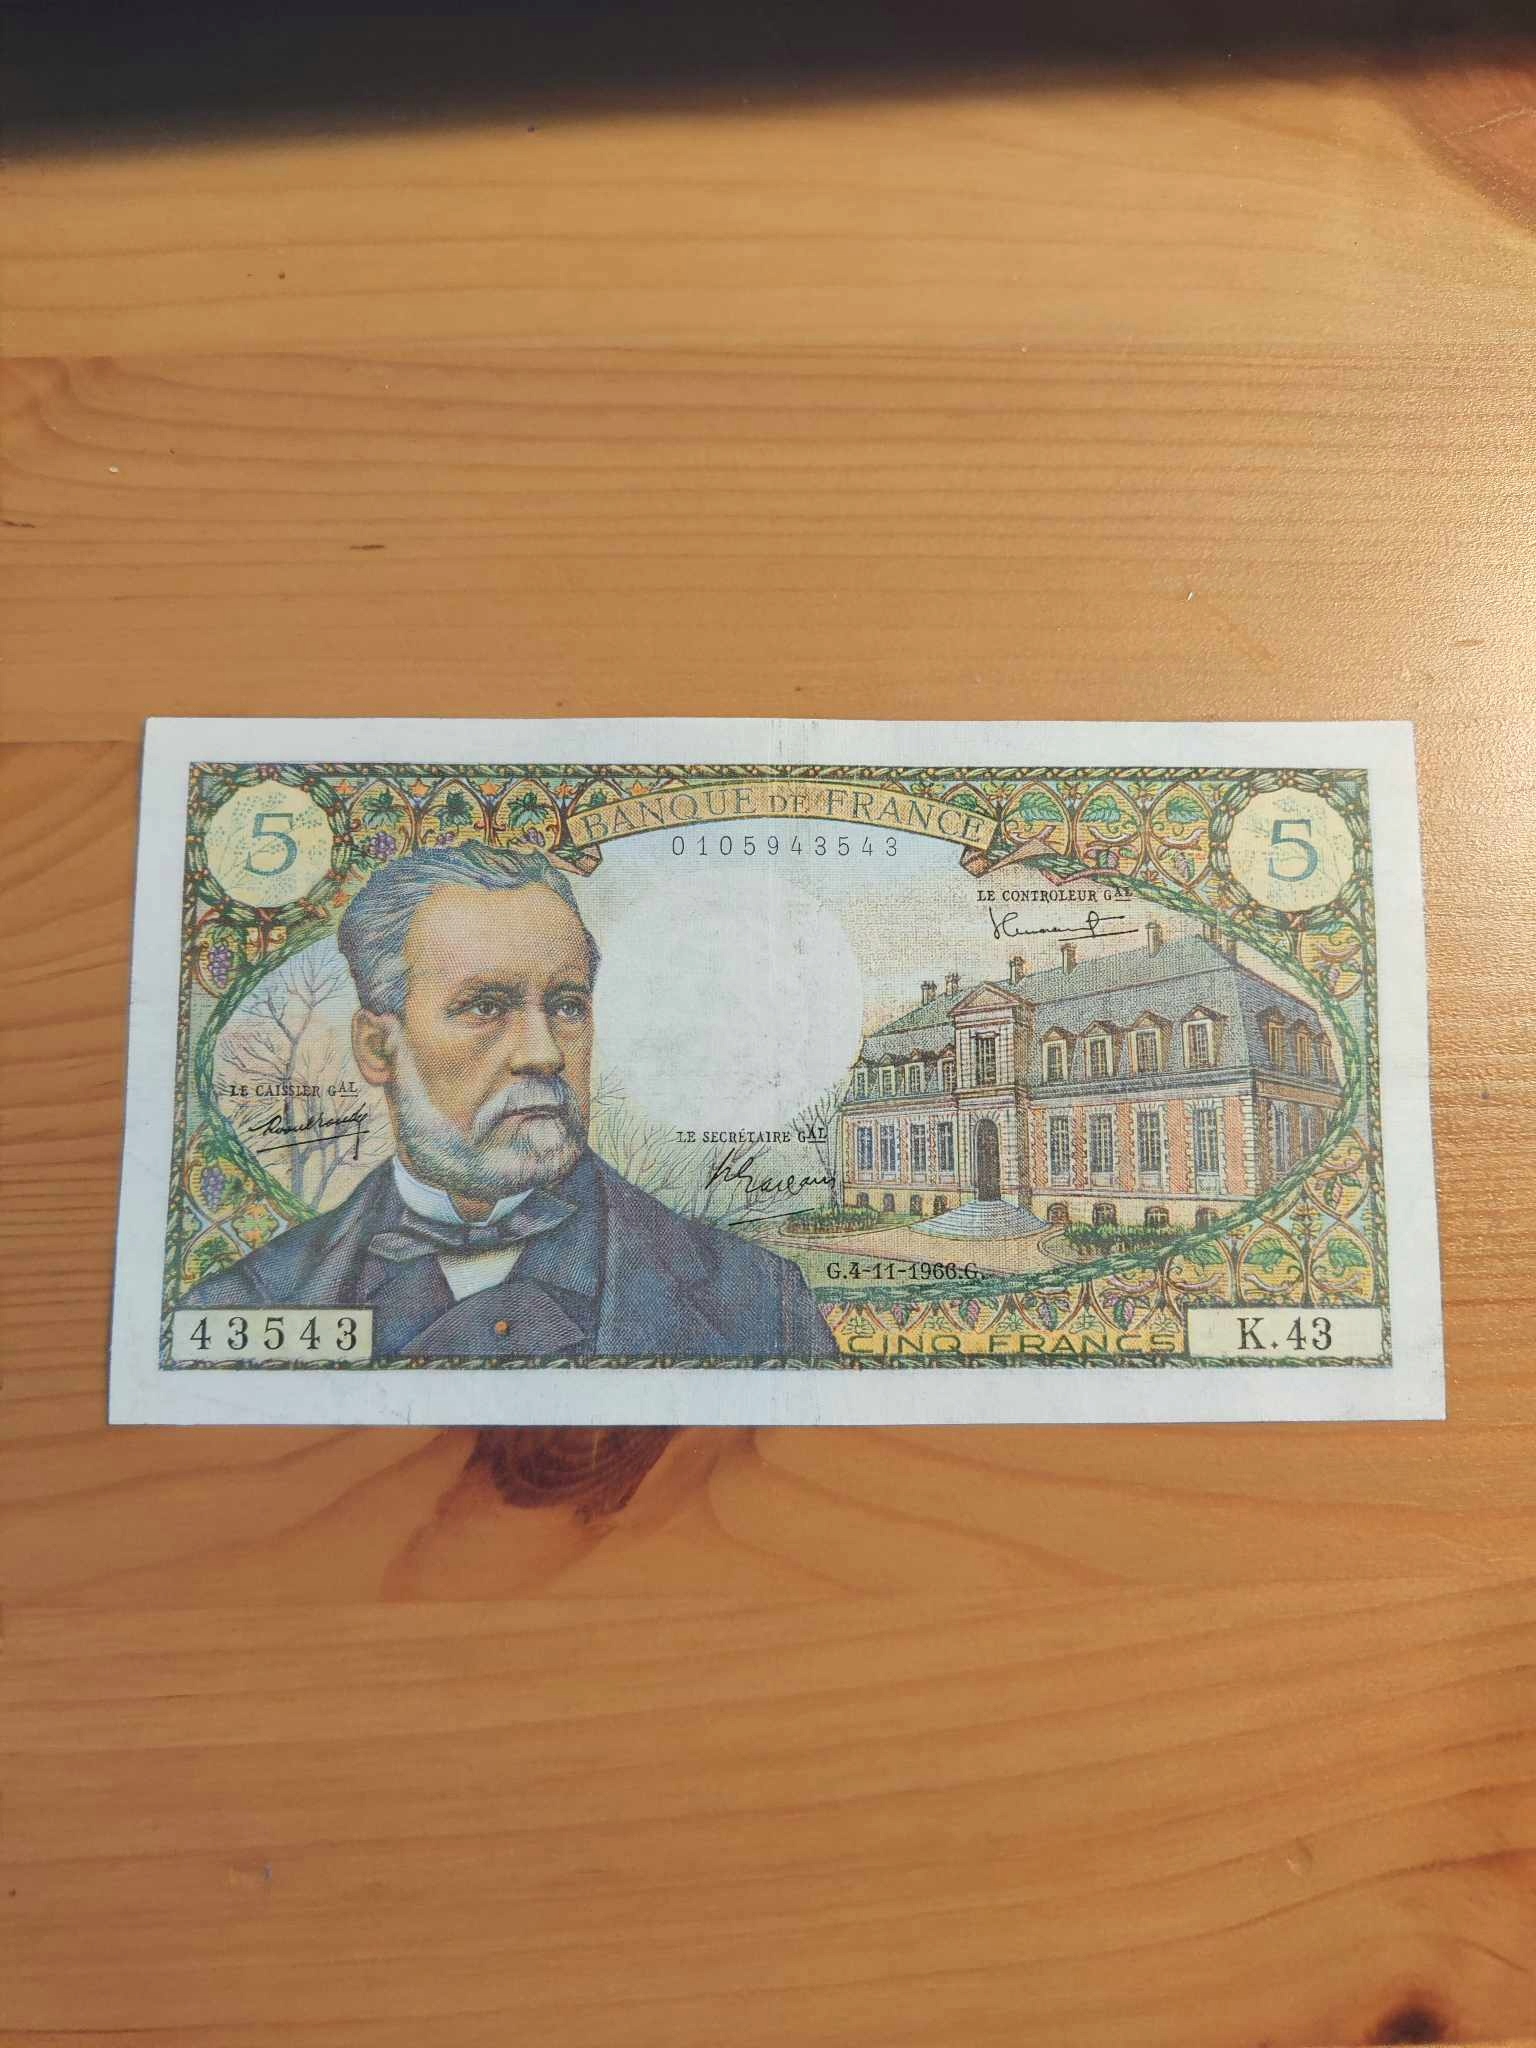 5
BANQUE DE FRANCE
5
0105943543
LE CONTROLEUR GAL
LE CAISSIER GAL
LE SECRÉTAIRE GAL
G.4-11-1966.G.
43543
CINQ FRANCS
K.43